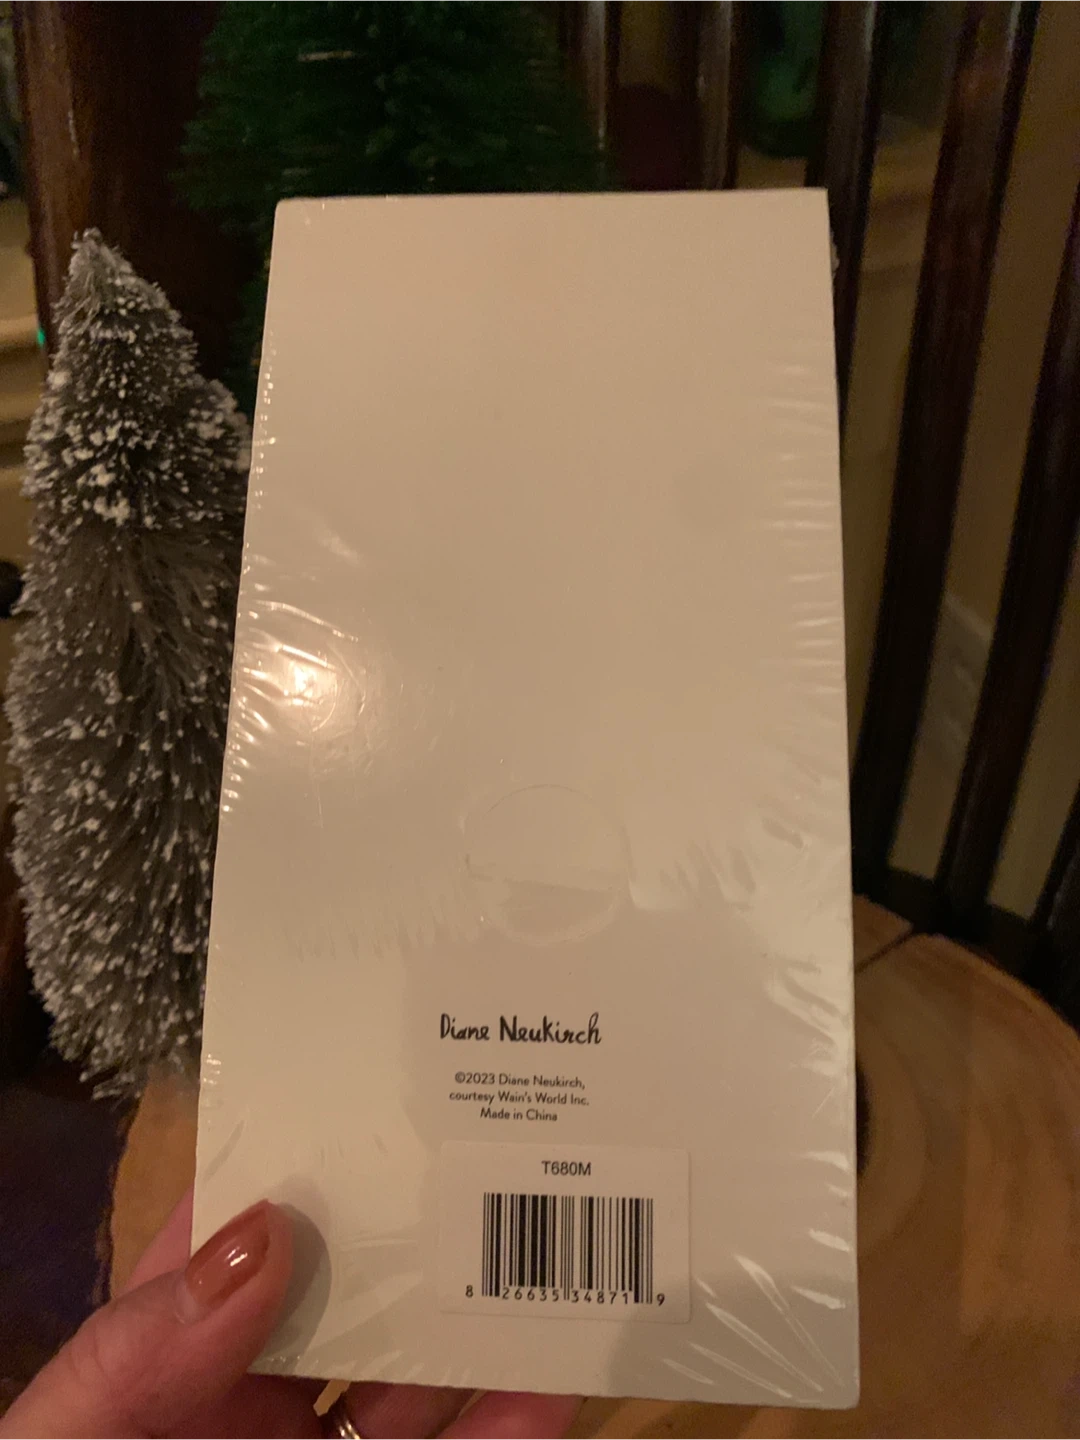 Diane Neukirch
©2023 Diane Neukirch,
courtesy Wain's World Inc.
Made in China
T680M
8 26635 34871 9